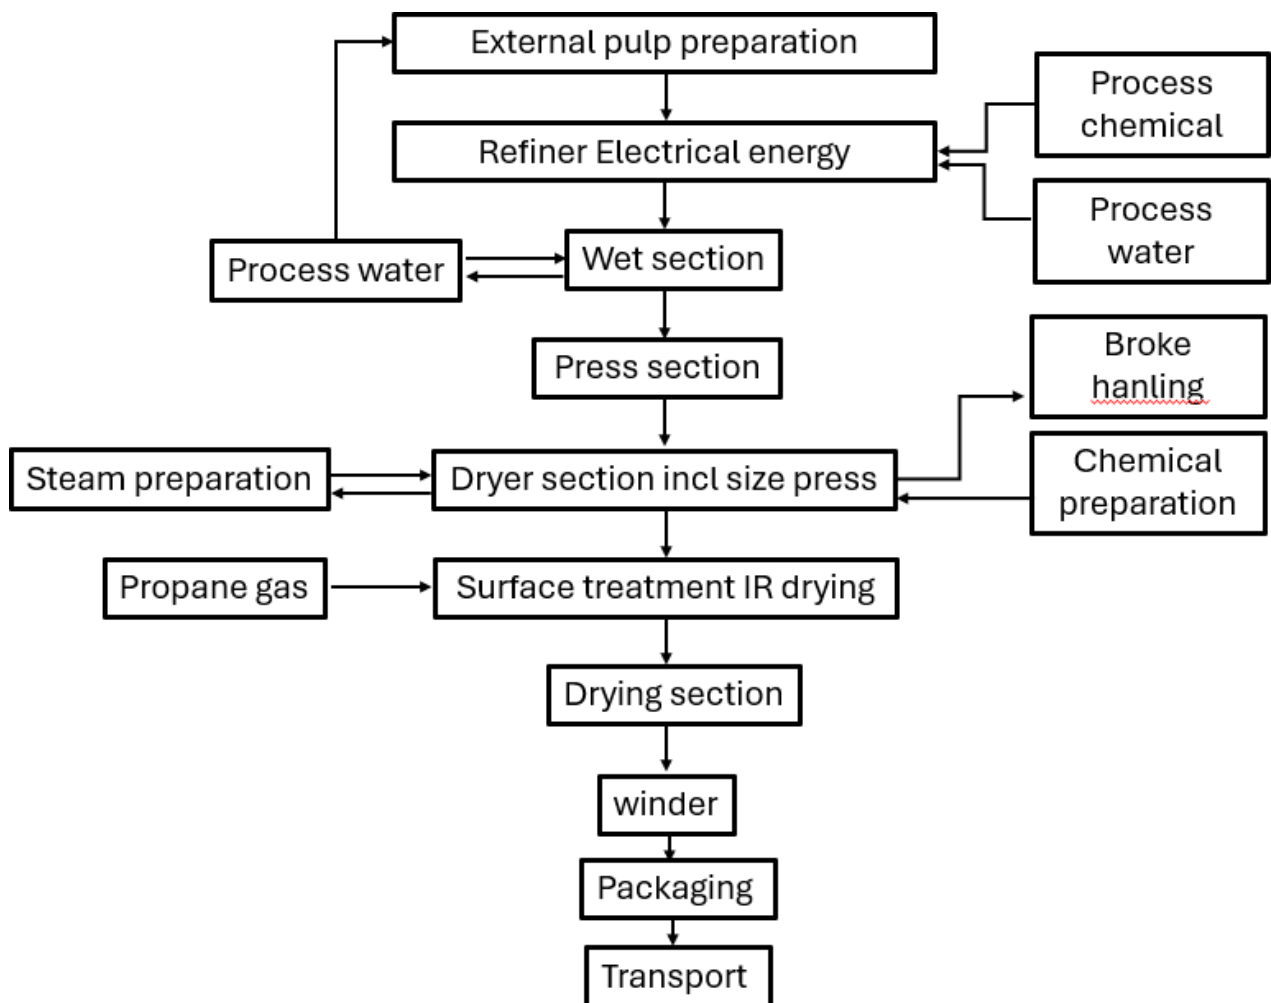 External pulp preparation
Process
chemical
Refiner Electrical energy
Process
water
Process water
Wet section
Press section
Broke
hanling
Steam preparation
Dryer section incl size press
Chemical
preparation
Propane gas
Surface treatment IR drying
Drying section
winder
Packaging
Transport